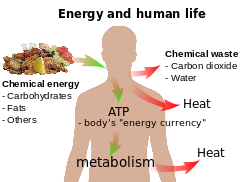 Energy and human life
Chemical waste
- Carbon dioxide
- Water
Chemical energy
- Carbohydrates
- Fats
- Others
Heat
ATP
- body's "energy currency"
metabolism
Heat